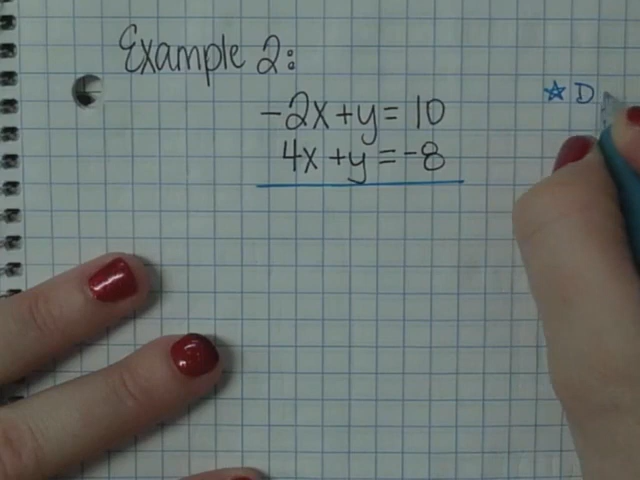 Example 2:
-2x + y = 10
☆ D
4x + y = -8